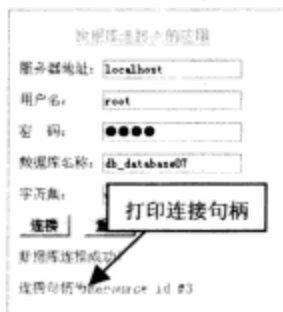 数据库连接类的应用
服务器地址： localhost
用户名： root
密 码： ●●●●
数据库名称： db_database07
字符集：
连接
打印连接句柄
数据库连接成功
连接句柄为Resource id #3